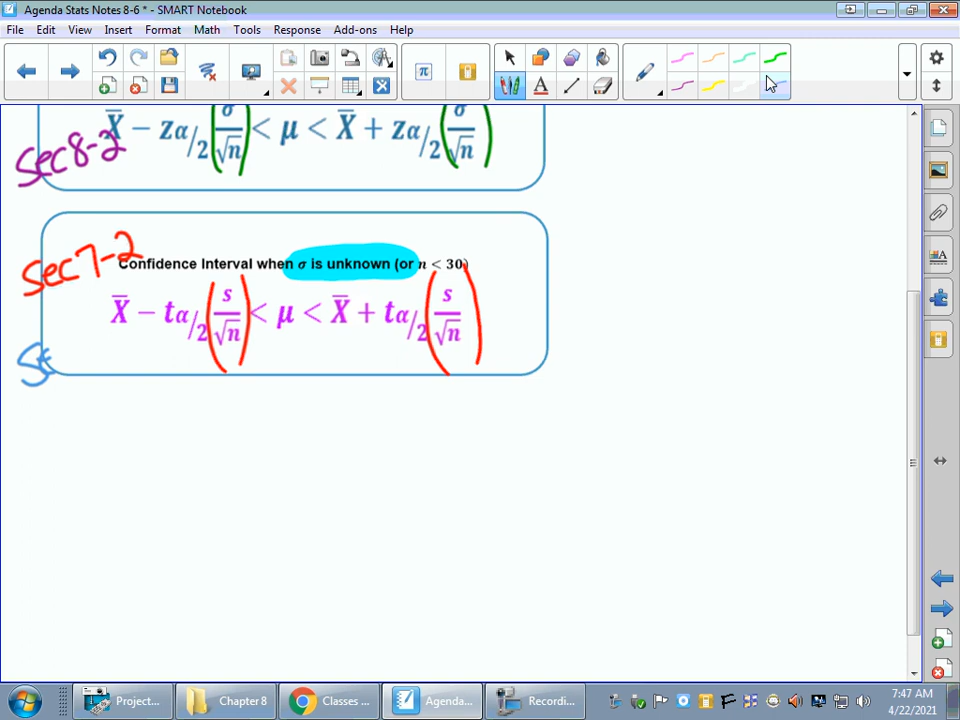 Agenda Stats Notes 8-6 * - SMART Notebook
File Edit View Insert Format Math Tools Response Add-ons Help
X̄ − zα/2 (σ/√n) < μ < X̄ + zα/2 (σ/√n)
Sec 8-2
Sec 7-2
Confidence Interval when σ is unknown (or n < 30)
X̄ − tα/2 (s/√n) < μ < X̄ + tα/2 (s/√n)
Project...
Chapter 8
Classes ...
Agenda...
Recordi...
7:47 AM
4/22/2021